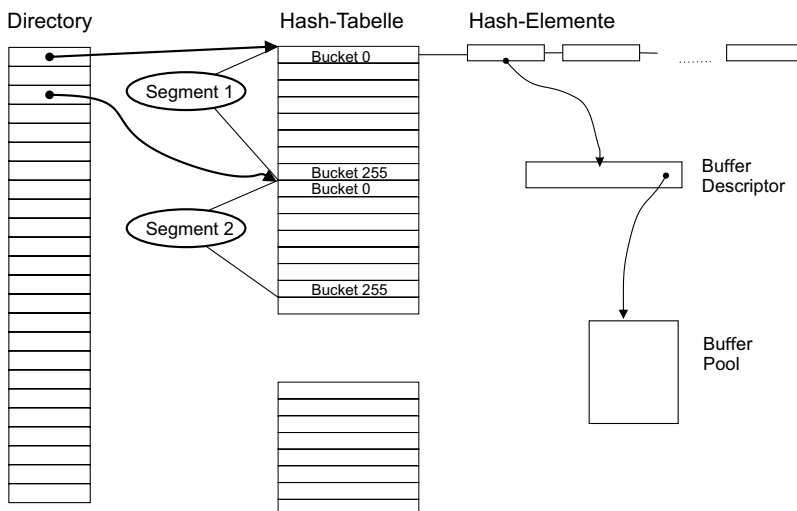 Directory
Hash-Tabelle
Hash-Elemente
Bucket 0
Segment 1
Bucket 255
Bucket 0
Segment 2
Bucket 255
Buffer
Descriptor
Buffer
Pool